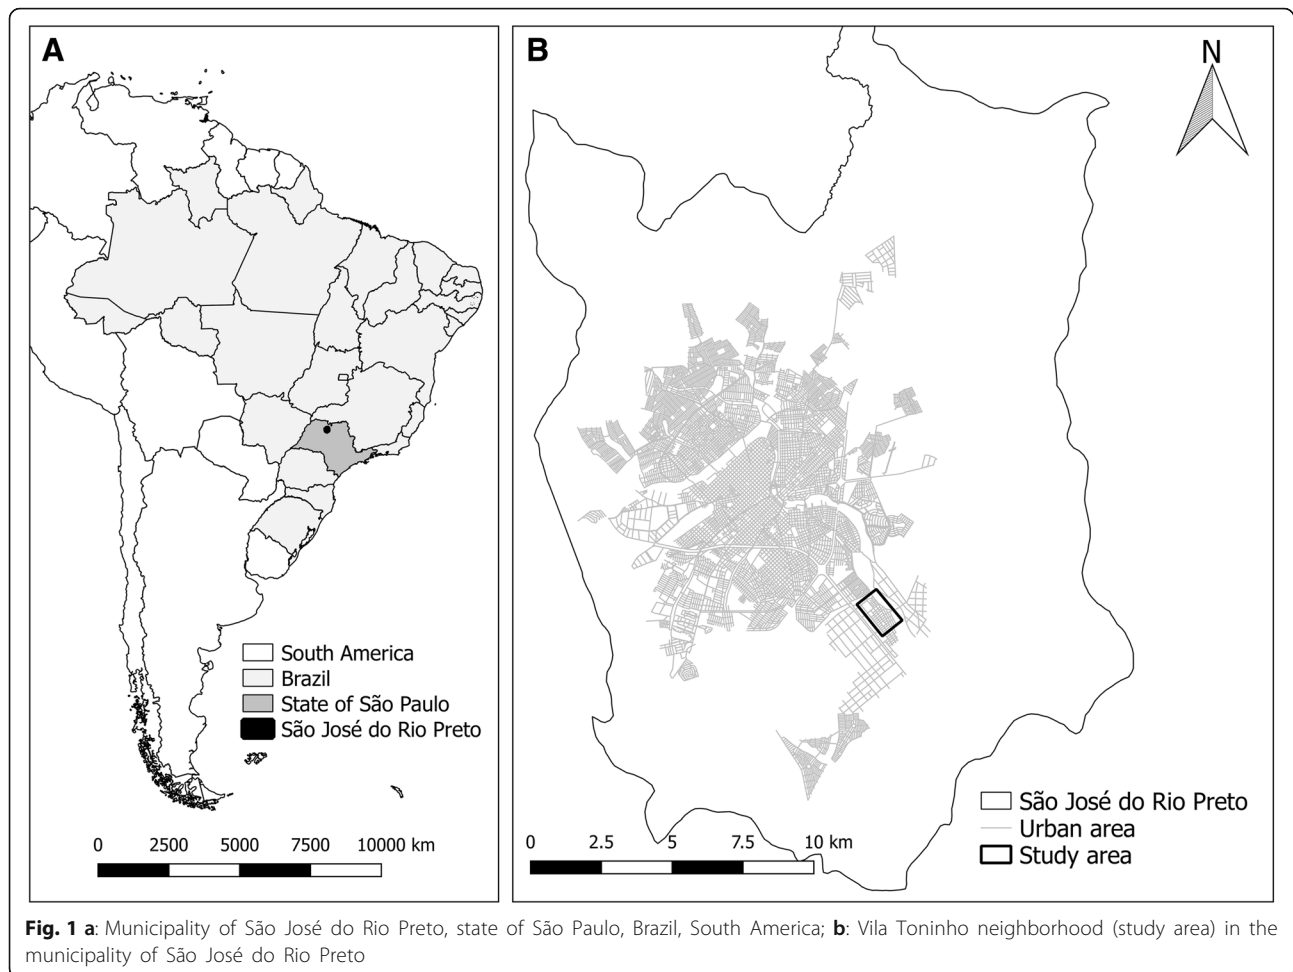 A
South America
Brazil
State of São Paulo
São José do Rio Preto
0 2500 5000 7500 10000 km
B
N
São José do Rio Preto
Urban area
Study area
0 2.5 5 7.5 10 km
Fig. 1 a: Municipality of São José do Rio Preto, state of São Paulo, Brazil, South America; b: Vila Toninho neighborhood (study area) in the
municipality of São José do Rio Preto